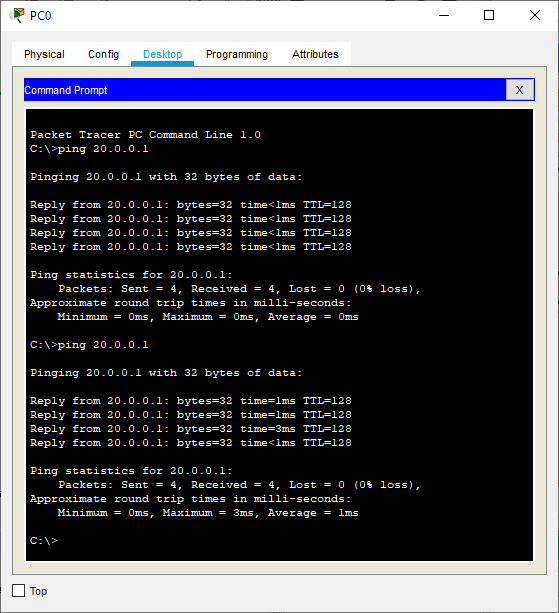 PC0
Physical Config Desktop Programming Attributes
Command Prompt
X
Packet Tracer PC Command Line 1.0
C:\>ping 20.0.0.1
Pinging 20.0.0.1 with 32 bytes of data:
Reply from 20.0.0.1: bytes=32 time<1ms TTL=128
Reply from 20.0.0.1: bytes=32 time<1ms TTL=128
Reply from 20.0.0.1: bytes=32 time<1ms TTL=128
Reply from 20.0.0.1: bytes=32 time<1ms TTL=128
Ping statistics for 20.0.0.1:
Packets: Sent = 4, Received = 4, Lost = 0 (0% loss),
Approximate round trip times in milli-seconds:
Minimum = 0ms, Maximum = 0ms, Average = 0ms
C:\>ping 20.0.0.1
Pinging 20.0.0.1 with 32 bytes of data:
Reply from 20.0.0.1: bytes=32 time=1ms TTL=128
Reply from 20.0.0.1: bytes=32 time=1ms TTL=128
Reply from 20.0.0.1: bytes=32 time=3ms TTL=128
Reply from 20.0.0.1: bytes=32 time<1ms TTL=128
Ping statistics for 20.0.0.1:
Packets: Sent = 4, Received = 4, Lost = 0 (0% loss),
Approximate round trip times in milli-seconds:
Minimum = 0ms, Maximum = 3ms, Average = 1ms
C:\>
Top